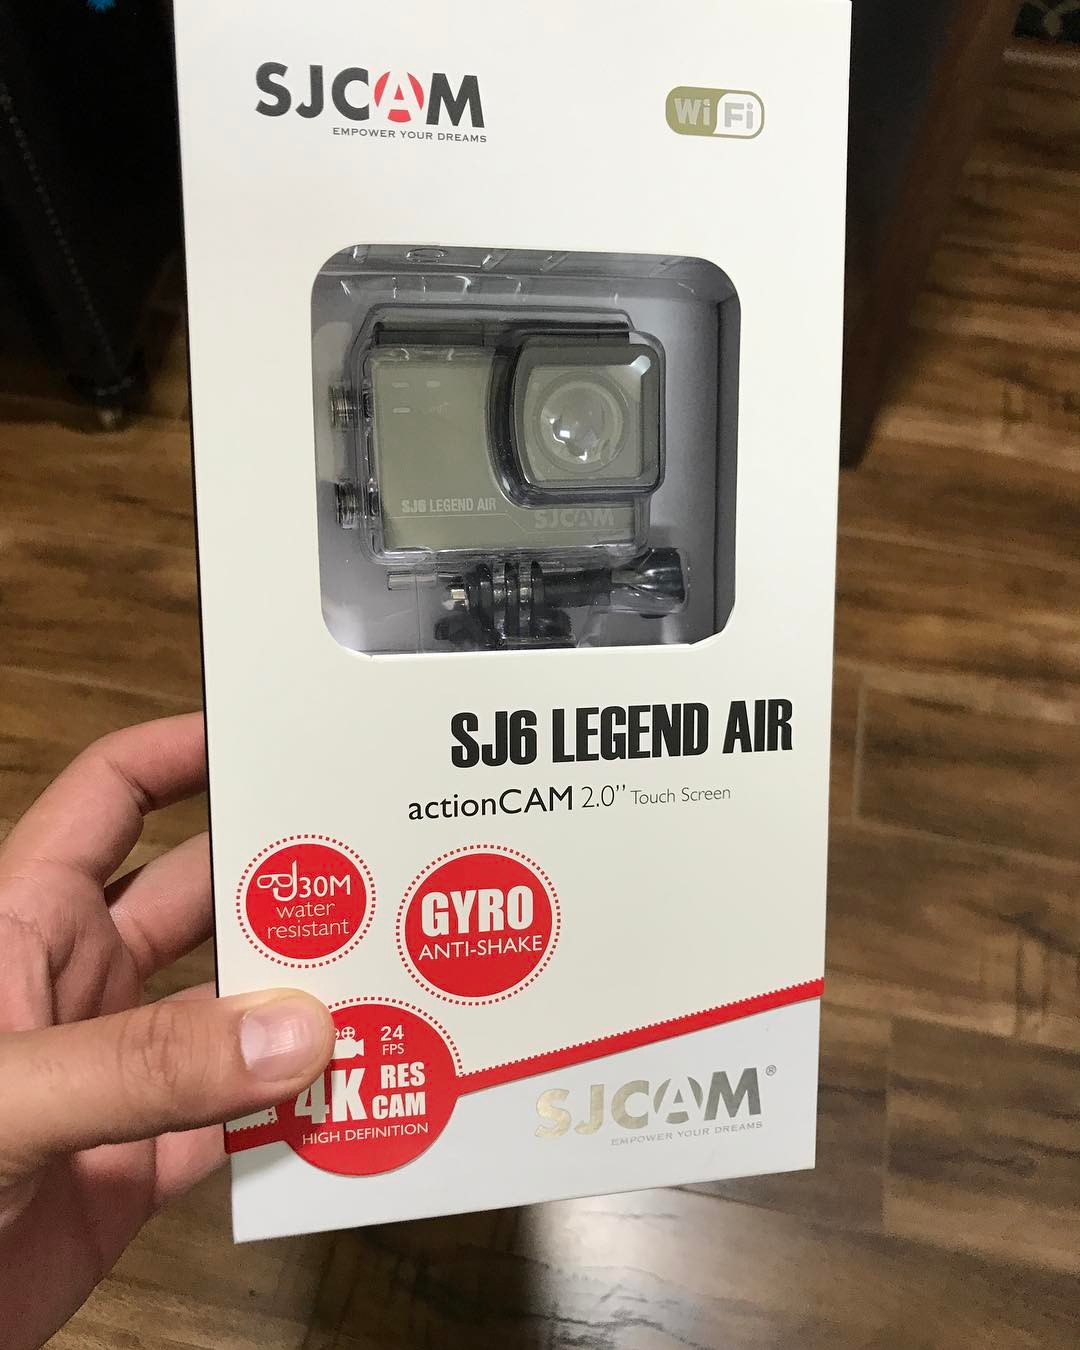 SJCAM
EMPOWER YOUR DREAMS
WiFi
SJ6 LEGEND AIR
SJCAM
SJ6 LEGEND AIR
actionCAM 2.0" Touch Screen
30M
water
resistant
GYRO
ANTI-SHAKE
24
FPS
4K RES
CAM
HIGH DEFINITION
SJCAM®
EMPOWER YOUR DREAMS